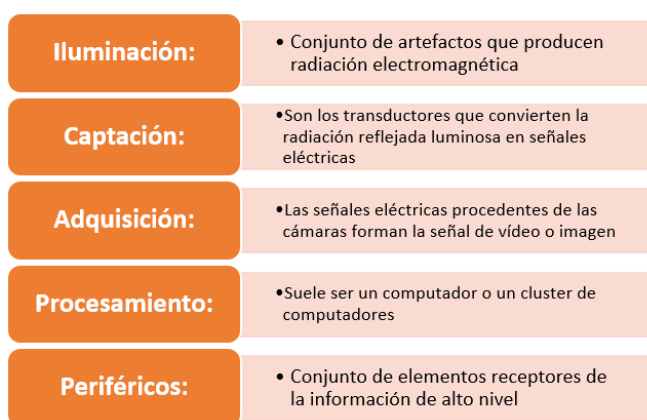 Iluminación:
• Conjunto de artefactos que producen
radiación electromagnética
Captación:
•Son los transductores que convierten la
radiación reflejada luminosa en señales
eléctricas
Adquisición:
•Las señales eléctricas procedentes de las
cámaras forman la señal de vídeo o imagen
Procesamiento:
•Suele ser un computador o un cluster de
computadores
Periféricos:
• Conjunto de elementos receptores de
la información de alto nivel